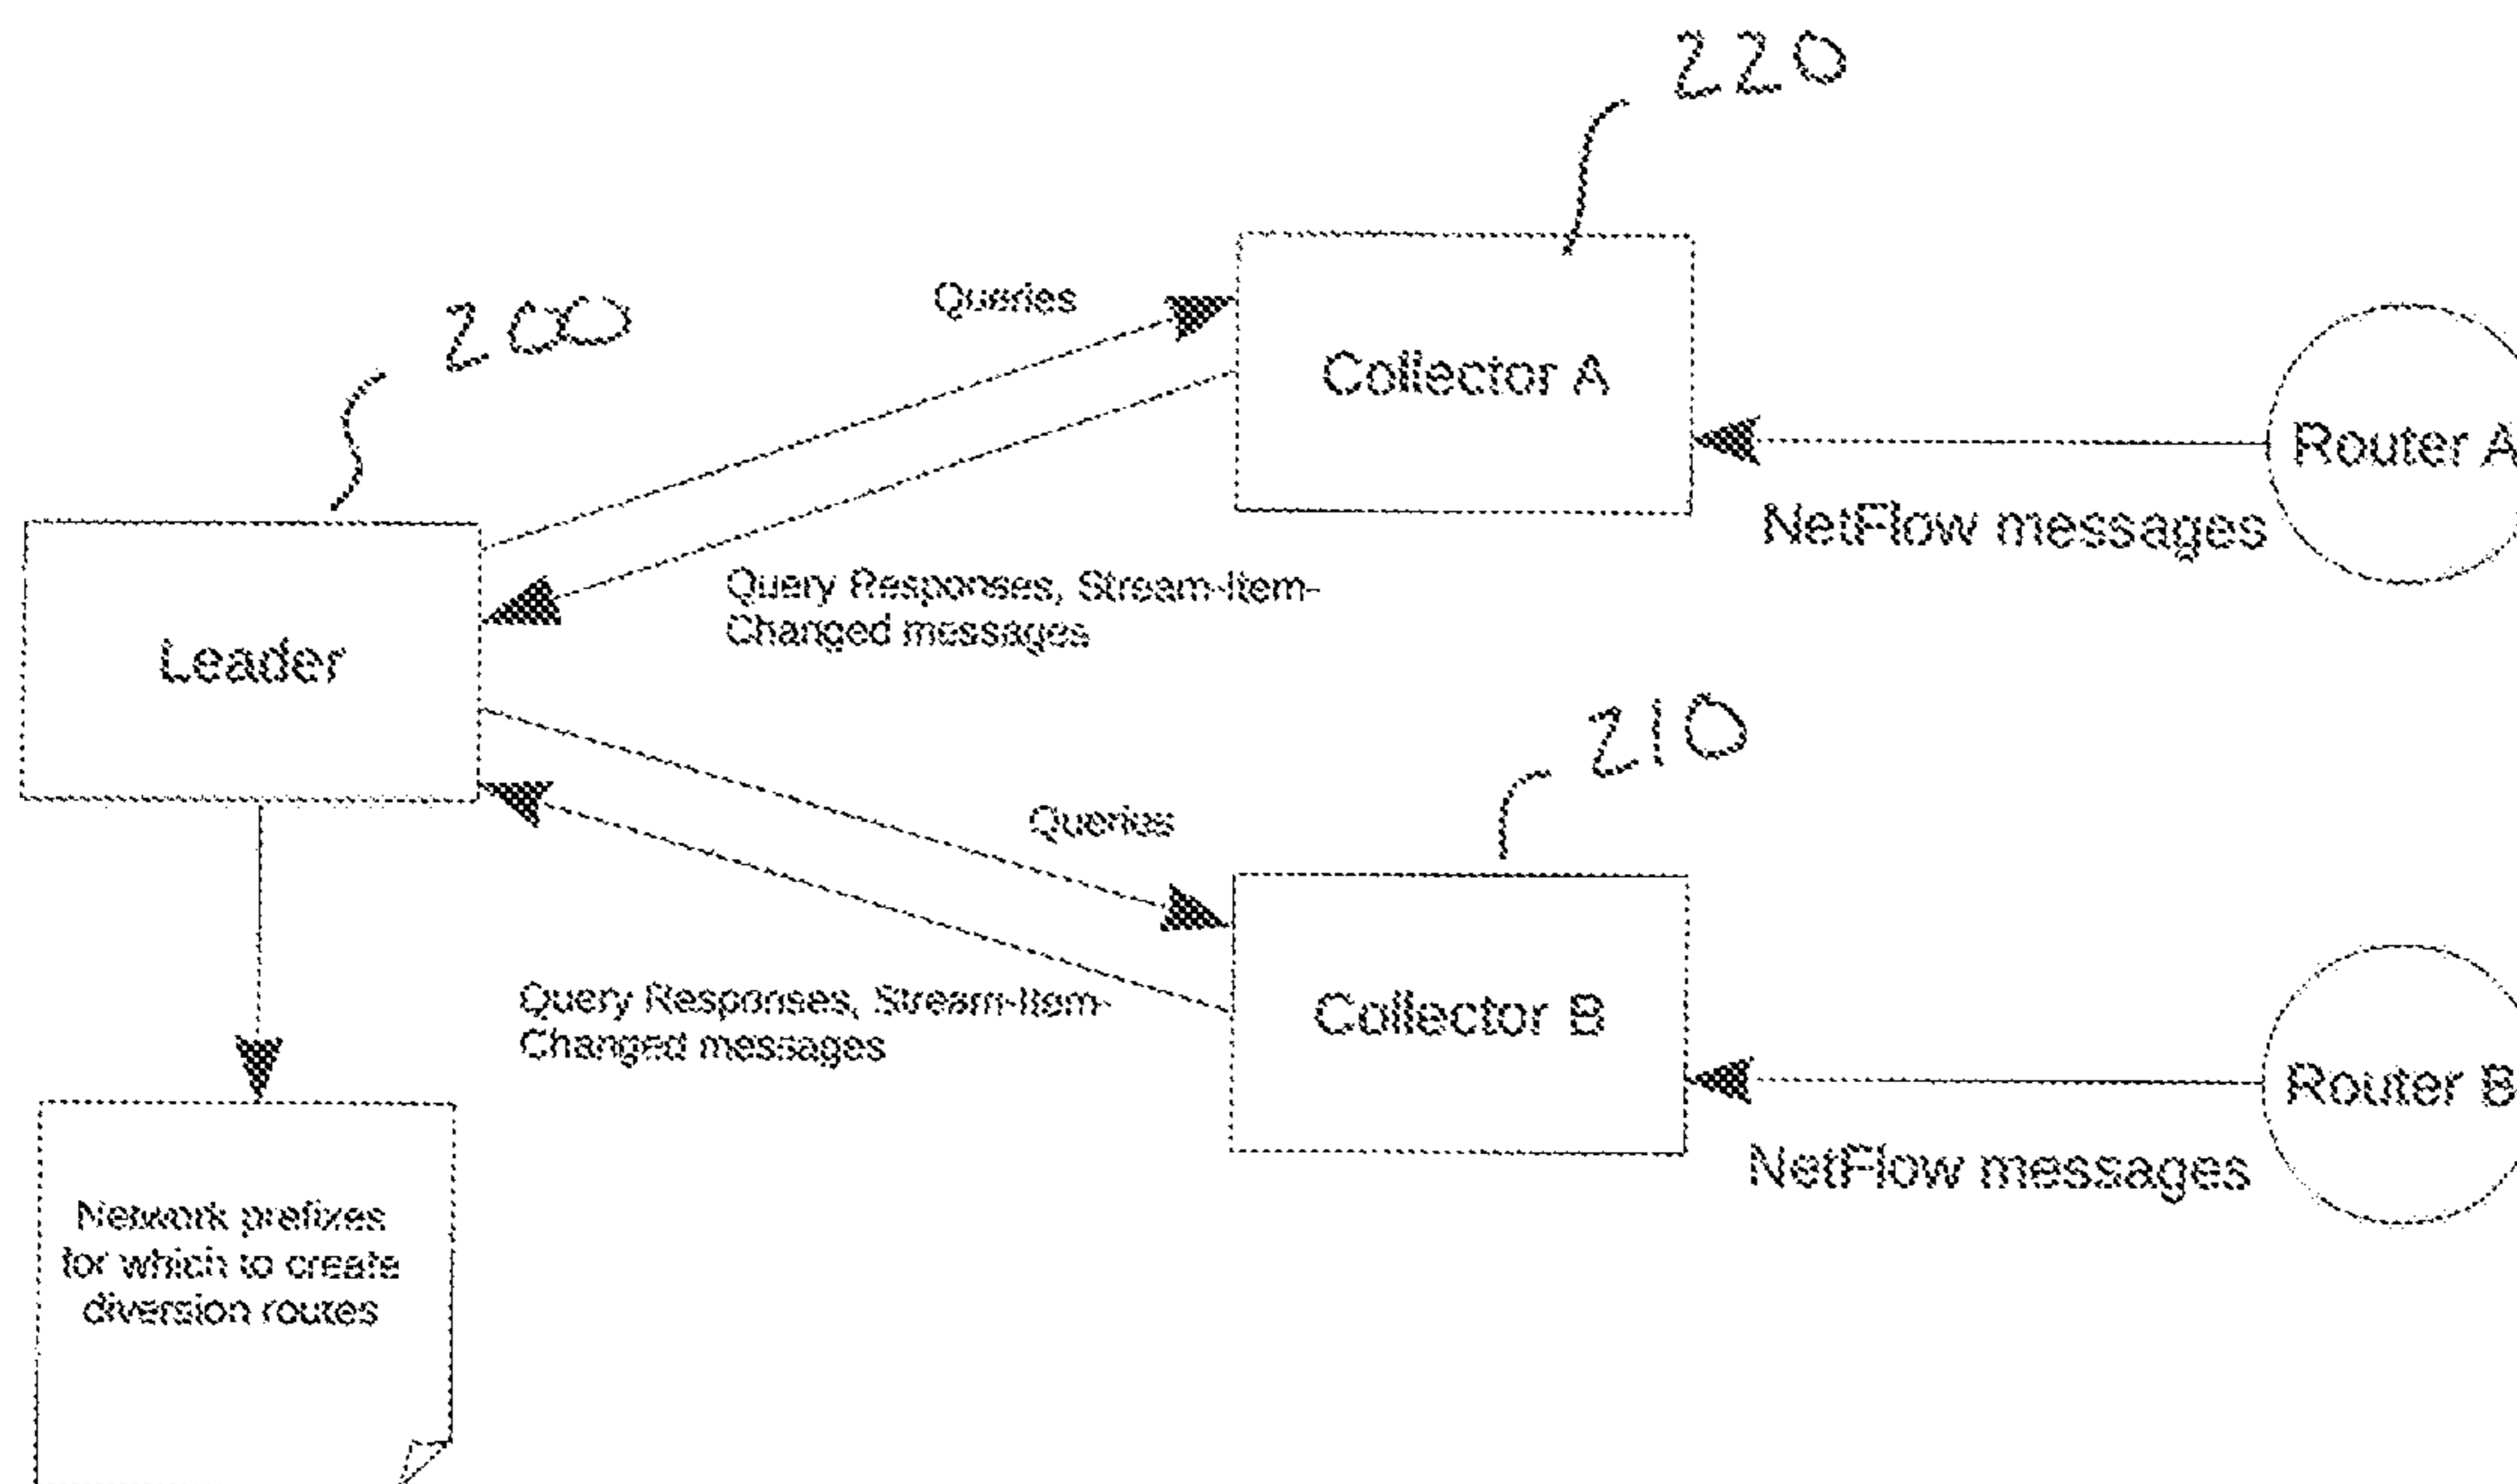 220
200
Queries
Collector A
Router A
NetFlow messages
Query Responses, Stream-Item-
Changed messages
Leader
210
Queries
Query Responses, Stream-Item-
Changed messages
Collector B
Router B
NetFlow messages
Network prefixes
for which to create
diversion routes